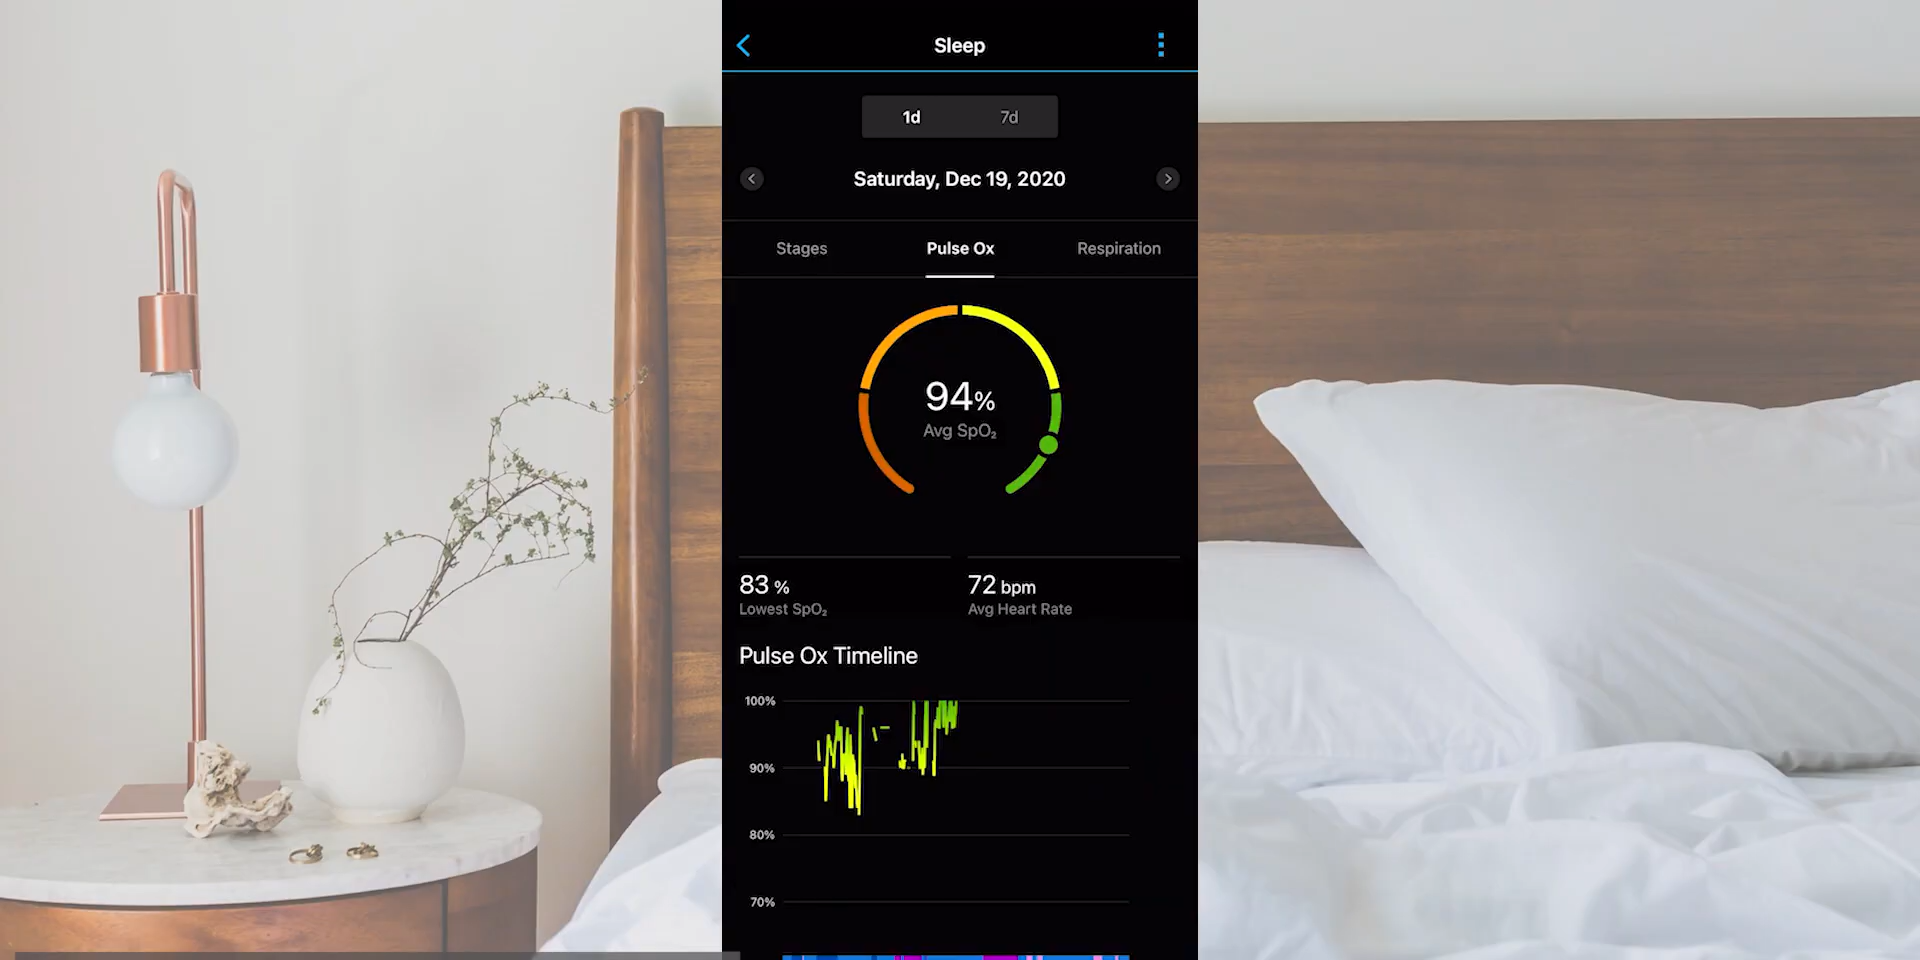 Sleep
1d 7d
Saturday, Dec 19, 2020
Stages Pulse Ox Respiration
94%
Avg SpO₂
83 % 72 bpm
Lowest SpO₂ Avg Heart Rate
Pulse Ox Timeline
100%
90%
80%
70%